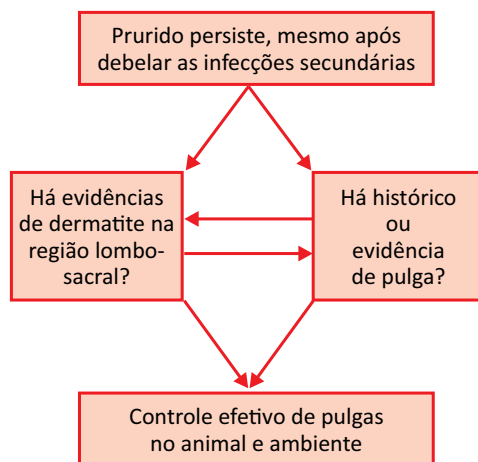 Prurido persiste, mesmo após
debelar as infecções secundárias
Há evidências
de dermatite na
região lombo-
sacral?
Há histórico
ou
evidência
de pulga?
Controle efetivo de pulgas
no animal e ambiente